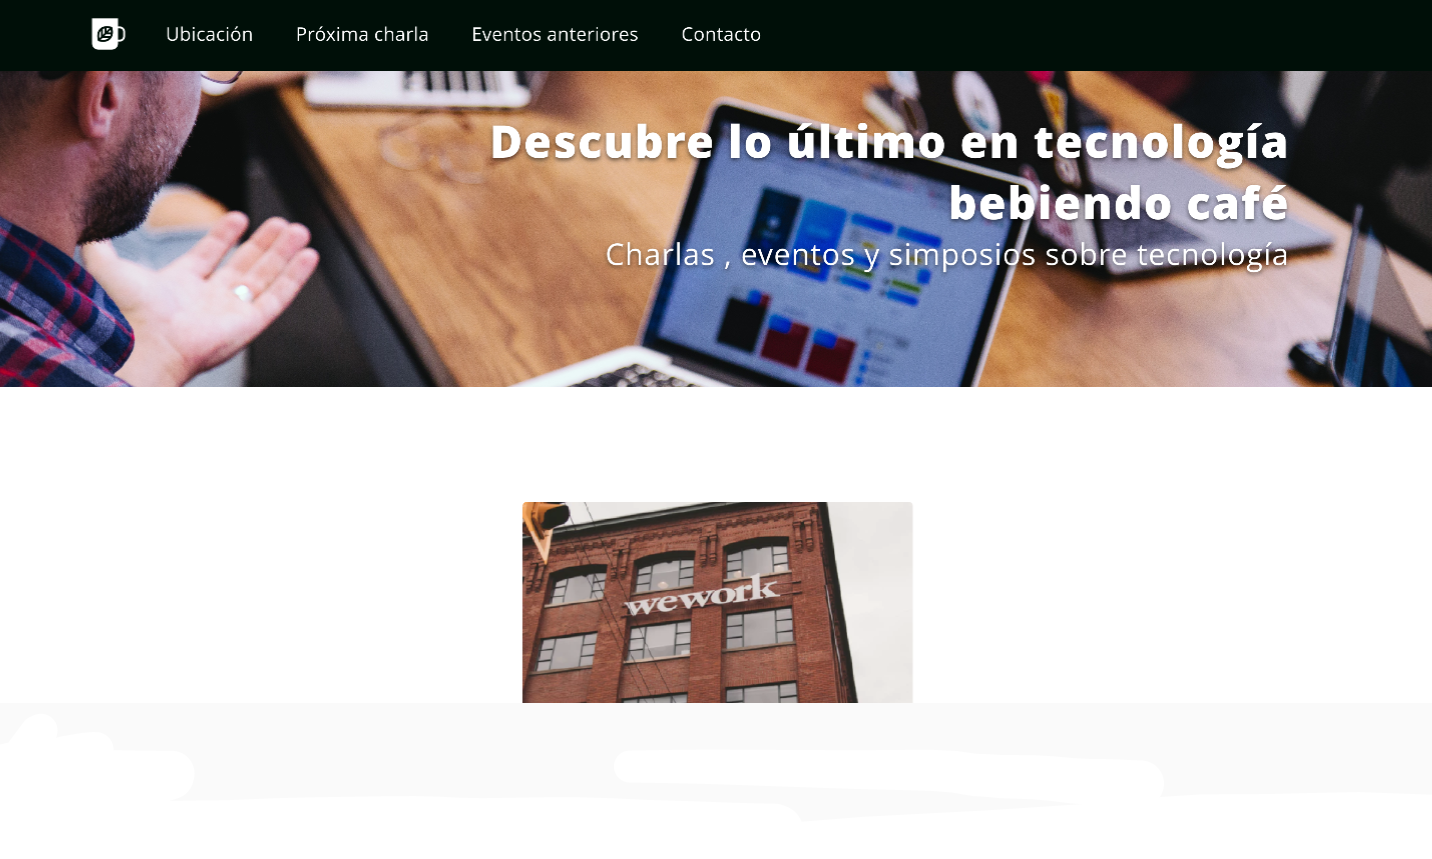 Ubicación Próxima charla Eventos anteriores Contacto
Descubre lo último en tecnología
bebiendo café
Charlas , eventos y simposios sobre tecnología
wework